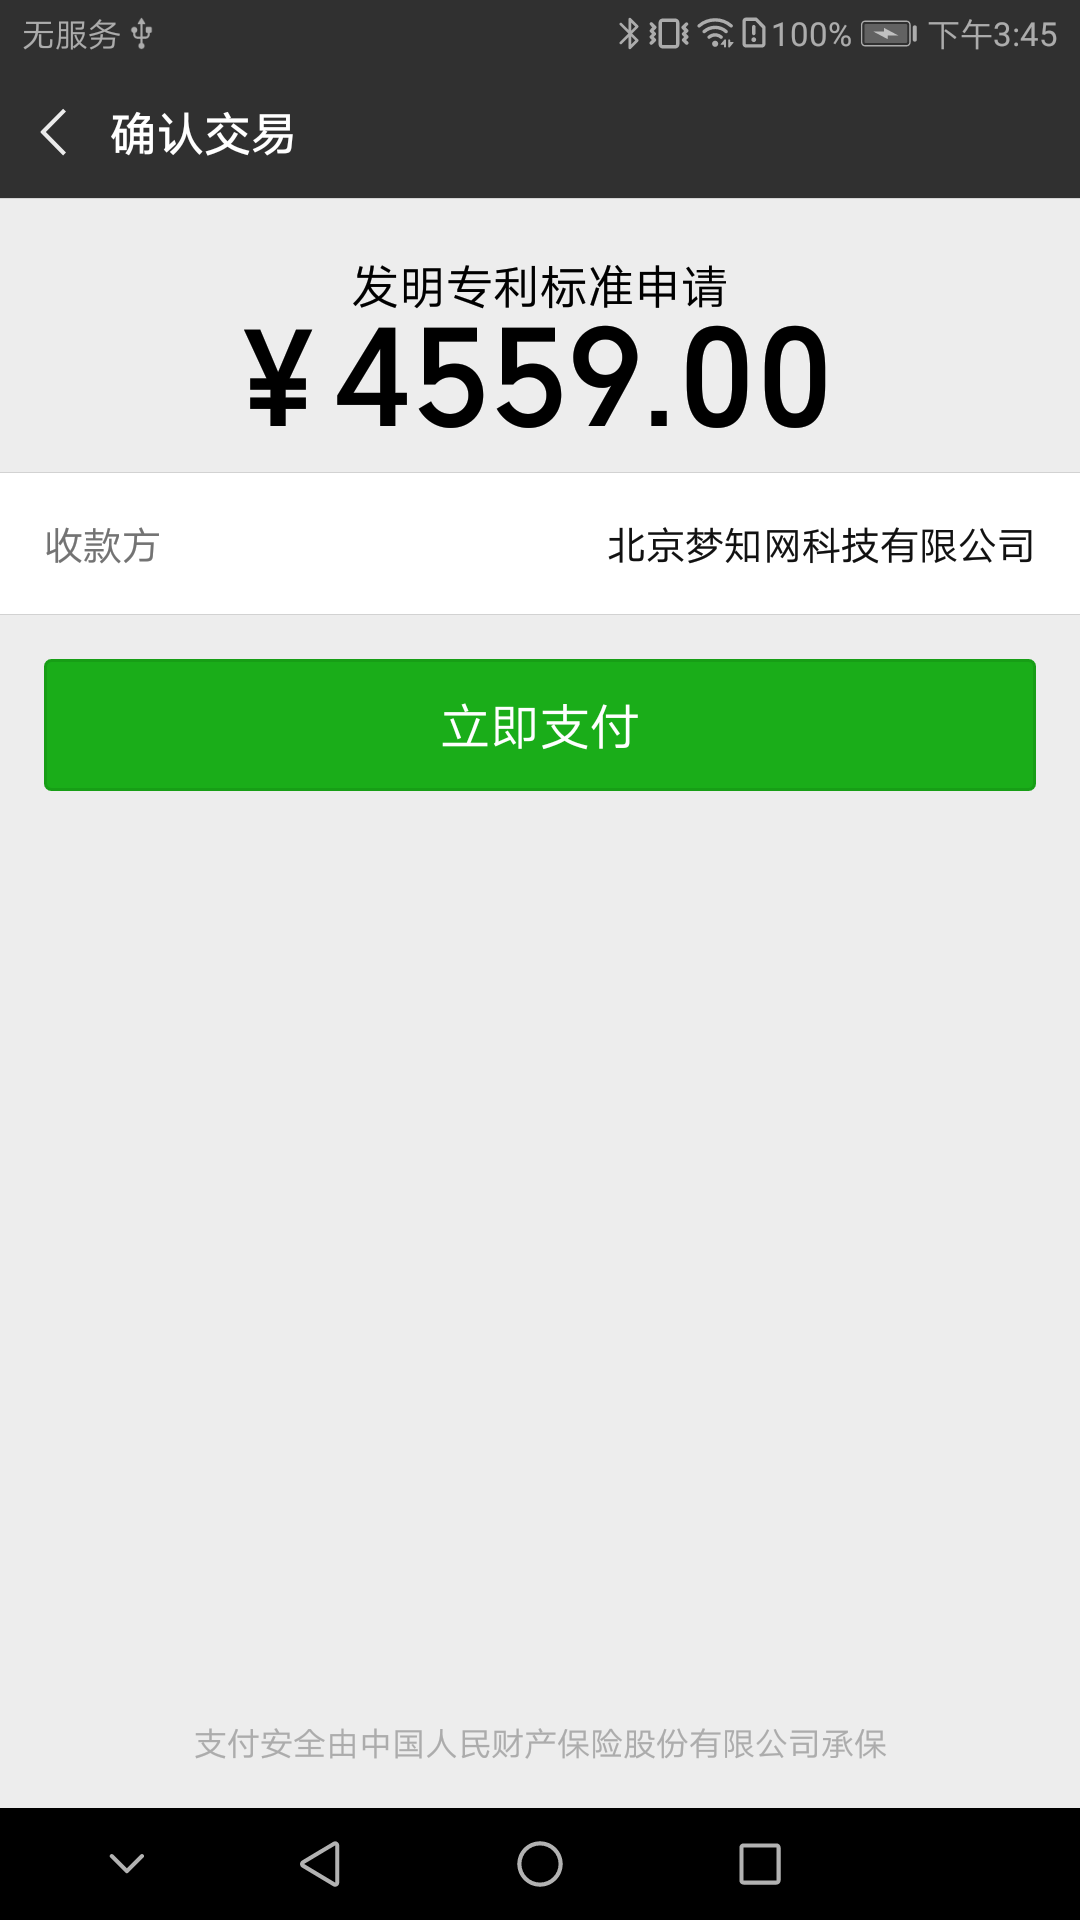 无服务 100% 下午3:45
确认交易
发明专利标准申请
¥4559.00
收款方 北京梦知网科技有限公司
立即支付
支付安全由中国人民财产保险股份有限公司承保